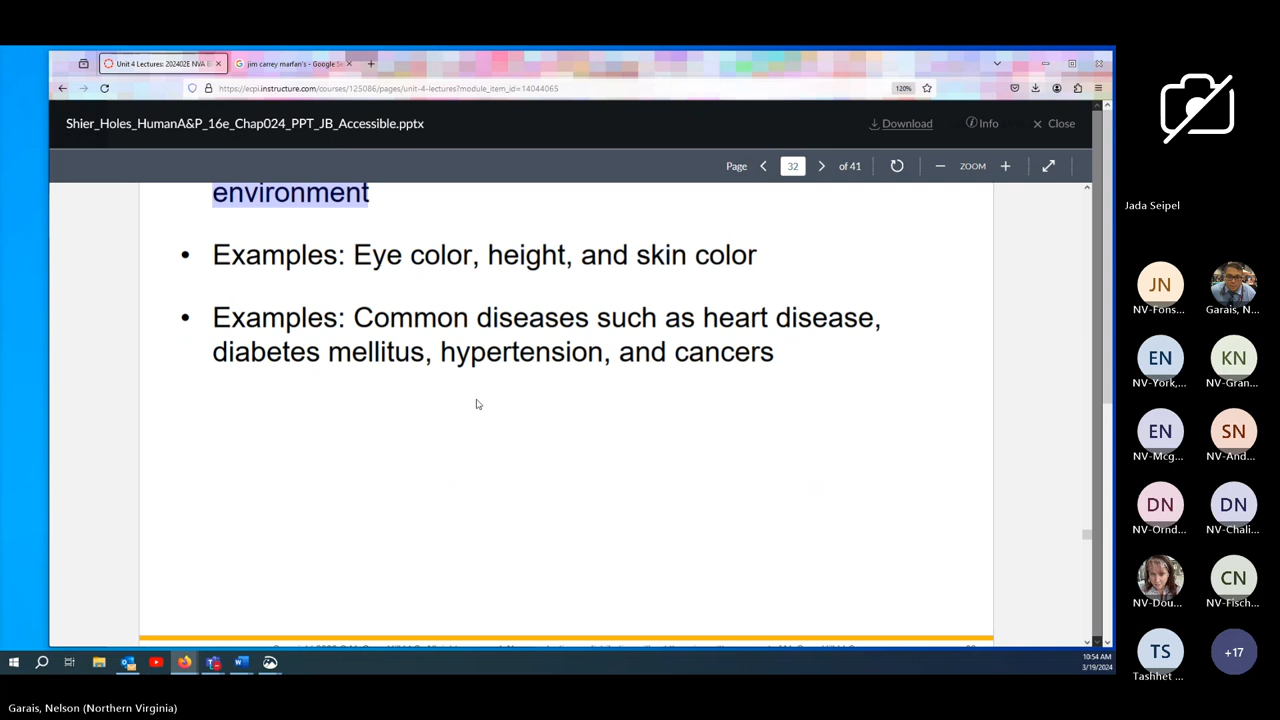 Unit 4 Lectures: 202402E NVA B
jim carrey marfan's - Google Se
https://ecpi.instructure.com/courses/125086/pages/unit-4-lectures?module_item_id=14044065
120%
Shier_Holes_HumanA&P_16e_Chap024_PPT_JB_Accessible.pptx
Download
Info
Close
Page
32
of 41
ZOOM
environment
• Examples: Eye color, height, and skin color
• Examples: Common diseases such as heart disease,
diabetes mellitus, hypertension, and cancers
10:54 AM
3/19/2024
Garais, Nelson (Northern Virginia)
Jada Seipel
JN
NV-Fons...
Garais, N...
EN
NV-York,...
KN
NV-Gran...
EN
NV-Mcg...
SN
NV-And...
DN
NV-Ornd...
DN
NV-Chali...
NV-Dou...
CN
NV-Fisch...
TS
Tashhet ...
+17